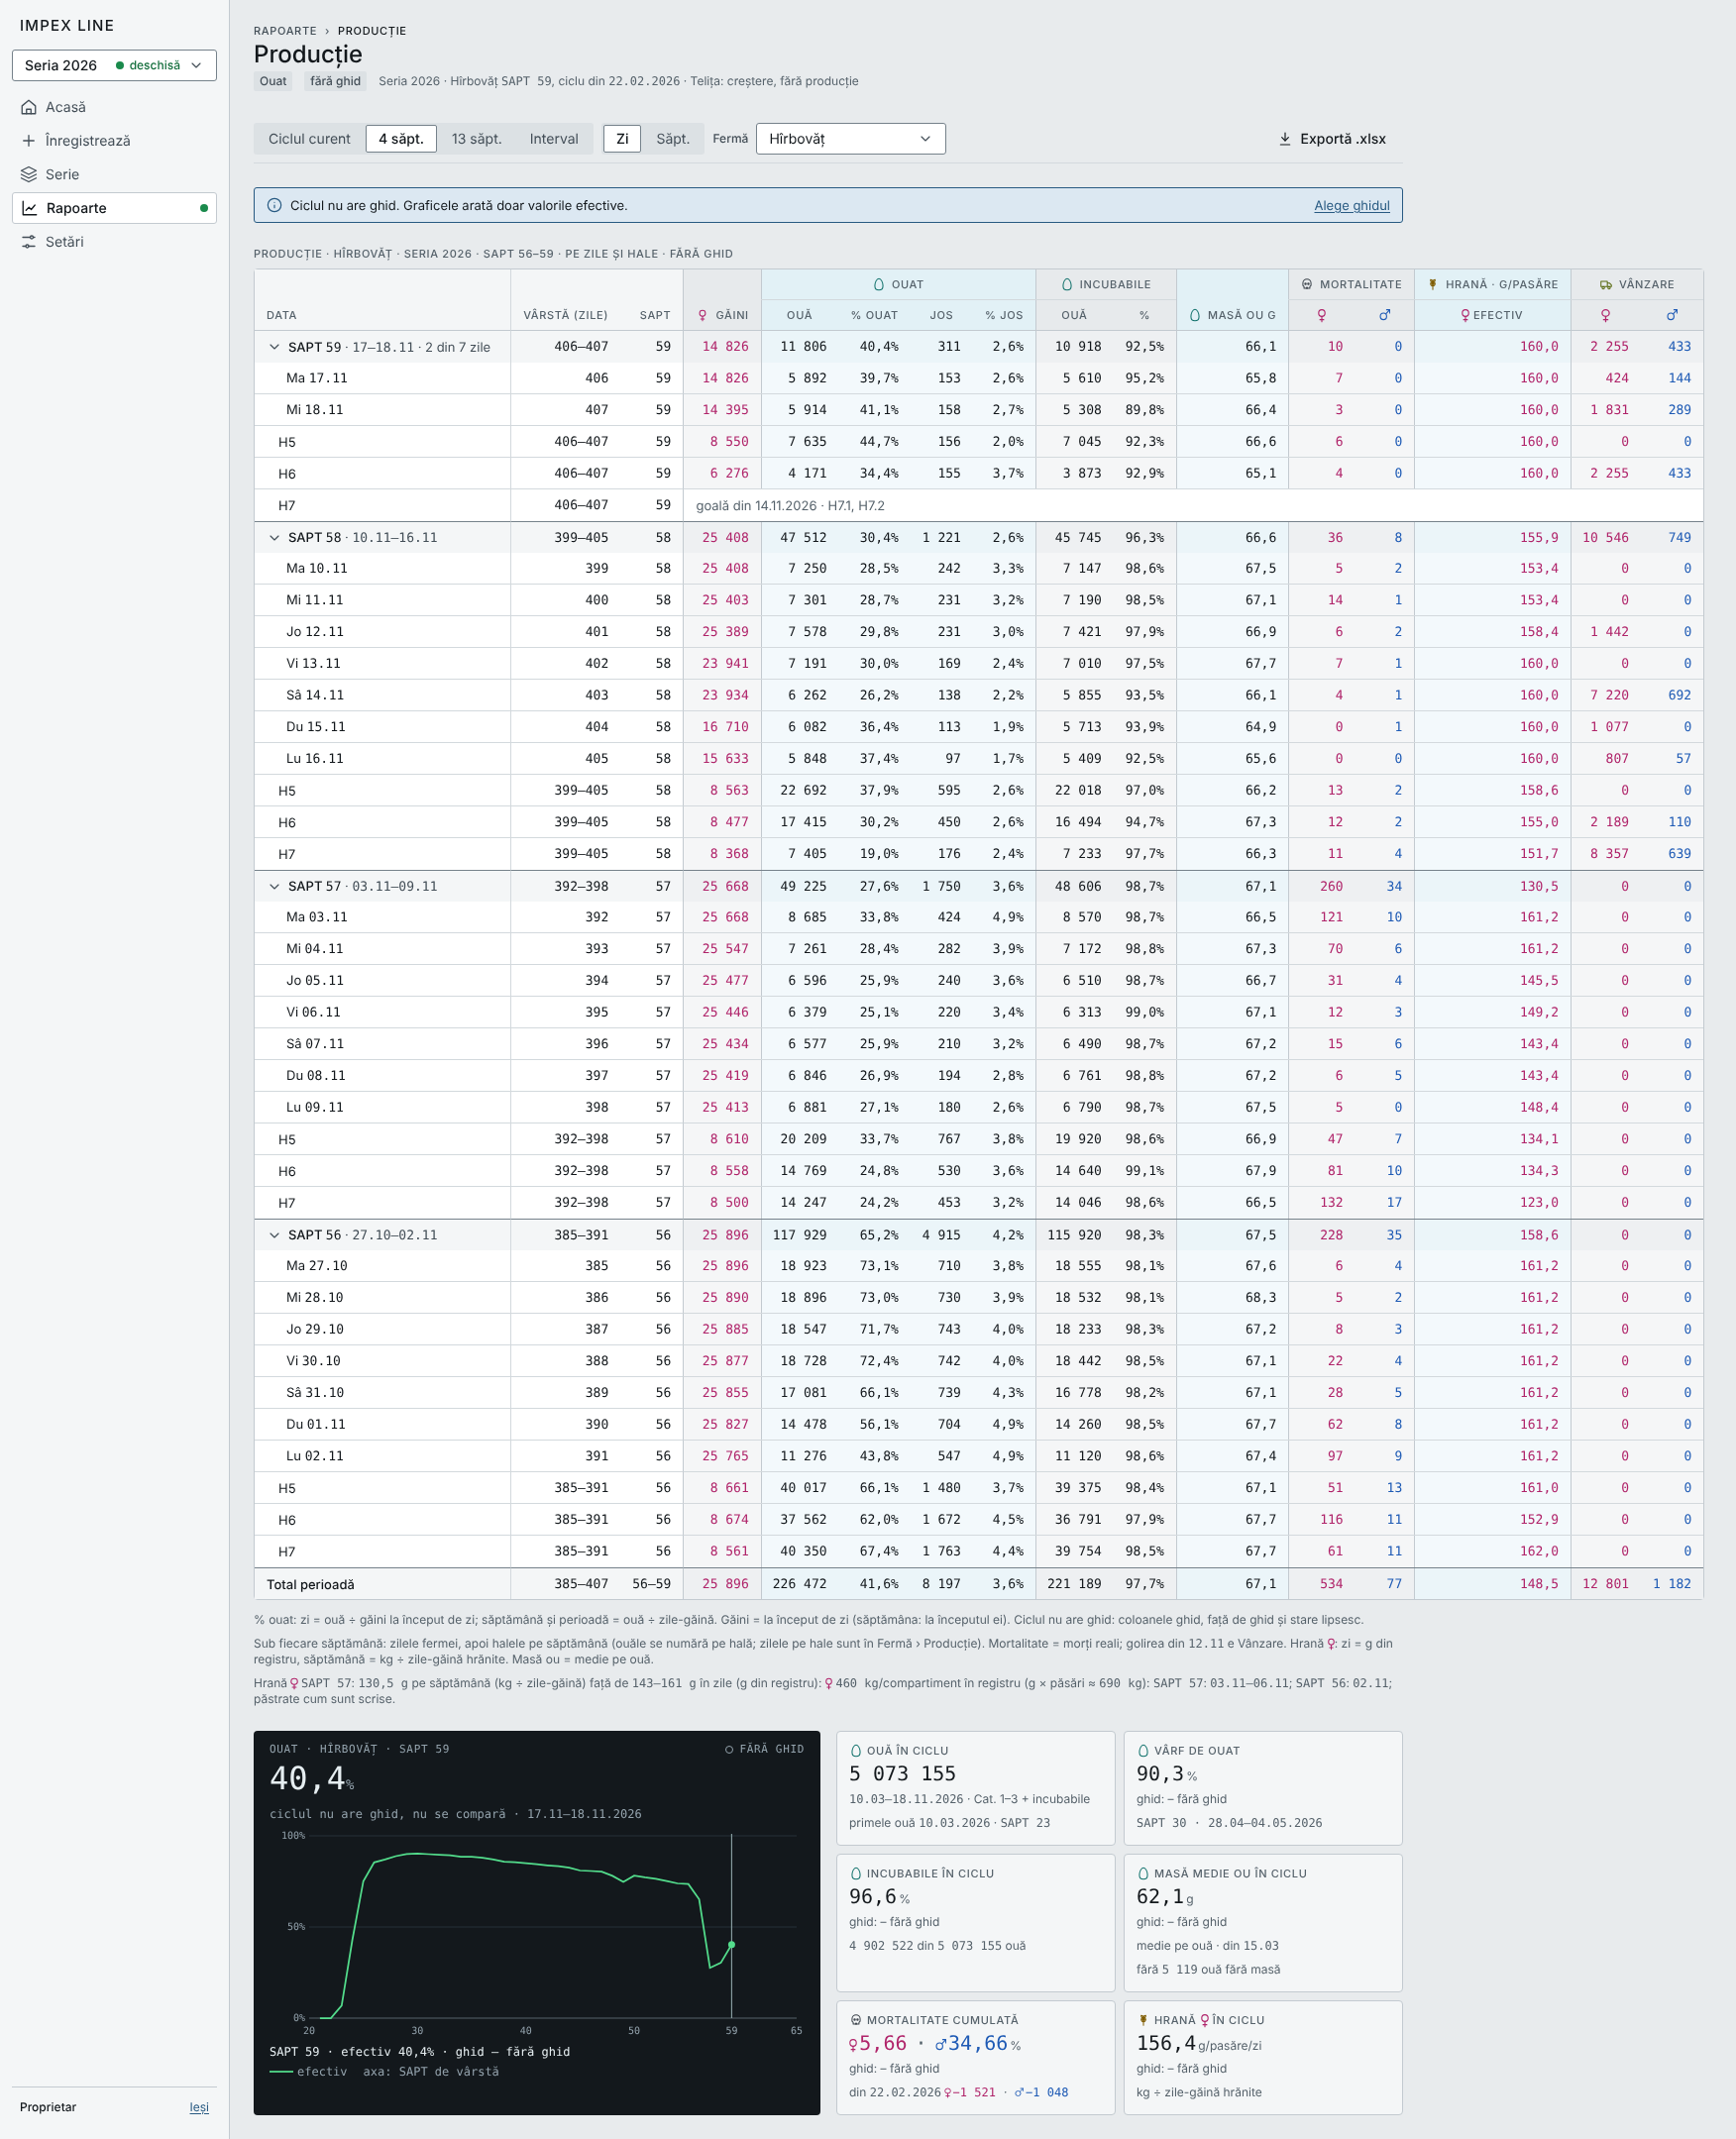 IMPEX LINE
Seria 2026 deschisă
Acasă
Înregistrează
Serie
Rapoarte
Setări
Proprietar Ieși
RAPOARTE › PRODUCȚIE
Producție
Ouat fără ghid Seria 2026 · Hîrbovăț SAPT 59, ciclu din 22.02.2026 · Telița: creștere, fără producție
Ciclul curent 4 săpt. 13 săpt. Interval Zi Săpt. Fermă Hîrbovăț Exportă .xlsx
Ciclul nu are ghid. Graficele arată doar valorile efective. Alege ghidul
PRODUCȚIE · HÎRBOVĂȚ · SERIA 2026 · SAPT 56–59 · PE ZILE ȘI HALE · FĂRĂ GHID
OUAT INCUBABILE MORTALITATE HRANĂ · G/PASĂRE VÂNZARE
DATA VÂRSTĂ (ZILE) SAPT ♀ GĂINI OUĂ % OUAT JOS % JOS OUĂ % MASĂ OU G ♀ ♂ ♀ EFECTIV ♀ ♂
SAPT 59 · 17–18.11 · 2 din 7 zile 406–407 59 14 826 11 806 40,4% 311 2,6% 10 918 92,5% 66,1 10 0 160,0 2 255 433
Ma 17.11 406 59 14 826 5 892 39,7% 153 2,6% 5 610 95,2% 65,8 7 0 160,0 424 144
Mi 18.11 407 59 14 395 5 914 41,1% 158 2,7% 5 308 89,8% 66,4 3 0 160,0 1 831 289
H5 406–407 59 8 550 7 635 44,7% 156 2,0% 7 045 92,3% 66,6 6 0 160,0 0 0
H6 406–407 59 6 276 4 171 34,4% 155 3,7% 3 873 92,9% 65,1 4 0 160,0 2 255 433
H7 406–407 59 goală din 14.11.2026 · H7.1, H7.2
SAPT 58 · 10.11–16.11 399–405 58 25 408 47 512 30,4% 1 221 2,6% 45 745 96,3% 66,6 36 8 155,9 10 546 749
Ma 10.11 399 58 25 408 7 250 28,5% 242 3,3% 7 147 98,6% 67,5 5 2 153,4 0 0
Mi 11.11 400 58 25 403 7 301 28,7% 231 3,2% 7 190 98,5% 67,1 14 1 153,4 0 0
Jo 12.11 401 58 25 389 7 578 29,8% 231 3,0% 7 421 97,9% 66,9 6 2 158,4 1 442 0
Vi 13.11 402 58 23 941 7 191 30,0% 169 2,4% 7 010 97,5% 67,7 7 1 160,0 0 0
Sâ 14.11 403 58 23 934 6 262 26,2% 138 2,2% 5 855 93,5% 66,1 4 1 160,0 7 220 692
Du 15.11 404 58 16 710 6 082 36,4% 113 1,9% 5 713 93,9% 64,9 0 1 160,0 1 077 0
Lu 16.11 405 58 15 633 5 848 37,4% 97 1,7% 5 409 92,5% 65,6 0 0 160,0 807 57
H5 399–405 58 8 563 22 692 37,9% 595 2,6% 22 018 97,0% 66,2 13 2 158,6 0 0
H6 399–405 58 8 477 17 415 30,2% 450 2,6% 16 494 94,7% 67,3 12 2 155,0 2 189 110
H7 399–405 58 8 368 7 405 19,0% 176 2,4% 7 233 97,7% 66,3 11 4 151,7 8 357 639
SAPT 57 · 03.11–09.11 392–398 57 25 668 49 225 27,6% 1 750 3,6% 48 606 98,7% 67,1 260 34 130,5 0 0
Ma 03.11 392 57 25 668 8 685 33,8% 424 4,9% 8 570 98,7% 66,5 121 10 161,2 0 0
Mi 04.11 393 57 25 547 7 261 28,4% 282 3,9% 7 172 98,8% 67,3 70 6 161,2 0 0
Jo 05.11 394 57 25 477 6 596 25,9% 240 3,6% 6 510 98,7% 66,7 31 4 145,5 0 0
Vi 06.11 395 57 25 446 6 379 25,1% 220 3,4% 6 313 99,0% 67,1 12 3 149,2 0 0
Sâ 07.11 396 57 25 434 6 577 25,9% 210 3,2% 6 490 98,7% 67,2 15 6 143,4 0 0
Du 08.11 397 57 25 419 6 846 26,9% 194 2,8% 6 761 98,8% 67,2 6 5 143,4 0 0
Lu 09.11 398 57 25 413 6 881 27,1% 180 2,6% 6 790 98,7% 67,5 5 0 148,4 0 0
H5 392–398 57 8 610 20 209 33,7% 767 3,8% 19 920 98,6% 66,9 47 7 134,1 0 0
H6 392–398 57 8 558 14 769 24,8% 530 3,6% 14 640 99,1% 67,9 81 10 134,3 0 0
H7 392–398 57 8 500 14 247 24,2% 453 3,2% 14 046 98,6% 66,5 132 17 123,0 0 0
SAPT 56 · 27.10–02.11 385–391 56 25 896 117 929 65,2% 4 915 4,2% 115 920 98,3% 67,5 228 35 158,6 0 0
Ma 27.10 385 56 25 896 18 923 73,1% 710 3,8% 18 555 98,1% 67,6 6 4 161,2 0 0
Mi 28.10 386 56 25 890 18 896 73,0% 730 3,9% 18 532 98,1% 68,3 5 2 161,2 0 0
Jo 29.10 387 56 25 885 18 547 71,7% 743 4,0% 18 233 98,3% 67,2 8 3 161,2 0 0
Vi 30.10 388 56 25 877 18 728 72,4% 742 4,0% 18 442 98,5% 67,1 22 4 161,2 0 0
Sâ 31.10 389 56 25 855 17 081 66,1% 739 4,3% 16 778 98,2% 67,1 28 5 161,2 0 0
Du 01.11 390 56 25 827 14 478 56,1% 704 4,9% 14 260 98,5% 67,7 62 8 161,2 0 0
Lu 02.11 391 56 25 765 11 276 43,8% 547 4,9% 11 120 98,6% 67,4 97 9 161,2 0 0
H5 385–391 56 8 661 40 017 66,1% 1 480 3,7% 39 375 98,4% 67,1 51 13 161,0 0 0
H6 385–391 56 8 674 37 562 62,0% 1 672 4,5% 36 791 97,9% 67,7 116 11 152,9 0 0
H7 385–391 56 8 561 40 350 67,4% 1 763 4,4% 39 754 98,5% 67,7 61 11 162,0 0 0
Total perioadă 385–407 56–59 25 896 226 472 41,6% 8 197 3,6% 221 189 97,7% 67,1 534 77 148,5 12 801 1 182
% ouat: zi = ouă ÷ găini la început de zi; săptămână și perioadă = ouă ÷ zile-găină. Găini = la început de zi (săptămâna: la începutul ei). Ciclul nu are ghid: coloanele ghid, față de ghid și stare lipsesc.
Sub fiecare săptămână: zilele fermei, apoi halele pe săptămână (ouăle se numără pe hală; zilele pe hale sunt în Fermă › Producție). Mortalitate = morți reali; golirea din 12.11 e Vânzare. Hrană ♀: zi = g din
registru, săptămână = kg ÷ zile-găină hrănite. Masă ou = medie pe ouă.
Hrană ♀ SAPT 57: 130,5 g pe săptămână (kg ÷ zile-găină) față de 143–161 g în zile (g din registru): ♀ 460 kg/compartiment în registru (g × păsări ≈ 690 kg): SAPT 57: 03.11–06.11; SAPT 56: 02.11;
păstrate cum sunt scrise.
OUAT · HÎRBOVĂȚ · SAPT 59 FĂRĂ GHID
40,4%
ciclul nu are ghid, nu se compară · 17.11–18.11.2026
100%
50%
0%
20 30 40 50 59 65
SAPT 59 · efectiv 40,4% · ghid — fără ghid
efectiv axa: SAPT de vârstă
OUĂ ÎN CICLU
5 073 155
10.03–18.11.2026 · Cat. 1–3 + incubabile
primele ouă 10.03.2026 · SAPT 23
VÂRF DE OUAT
90,3%
ghid: – fără ghid
SAPT 30 · 28.04–04.05.2026
INCUBABILE ÎN CICLU
96,6%
ghid: – fără ghid
4 902 522 din 5 073 155 ouă
MASĂ MEDIE OU ÎN CICLU
62,1 g
ghid: – fără ghid
medie pe ouă · din 15.03
fără 5 119 ouă fără masă
MORTALITATE CUMULATĂ
♀5,66 · ♂34,66%
ghid: – fără ghid
din 22.02.2026 ♀−1 521 · ♂−1 048
HRANĂ ♀ ÎN CICLU
156,4 g/pasăre/zi
ghid: – fără ghid
kg ÷ zile-găină hrănite